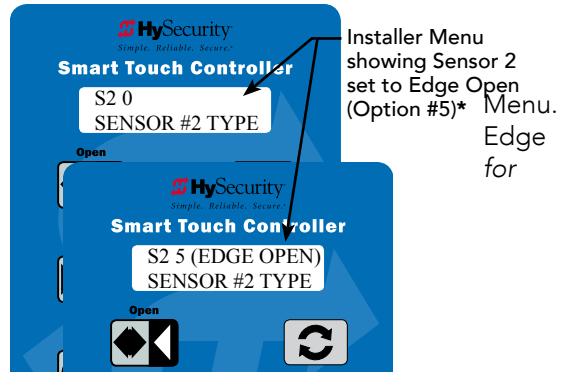 HySecurity
Simple. Reliable. Secure.
Smart Touch Controller
S2 0
SENSOR #2 TYPE
Open
HySecurity
Simple. Reliable. Secure.
Smart Touch Controller
S2 5 (EDGE OPEN)
SENSOR #2 TYPE
Open
Installer Menu
showing Sensor 2
set to Edge Open
(Option #5)*
Menu.
Edge
for